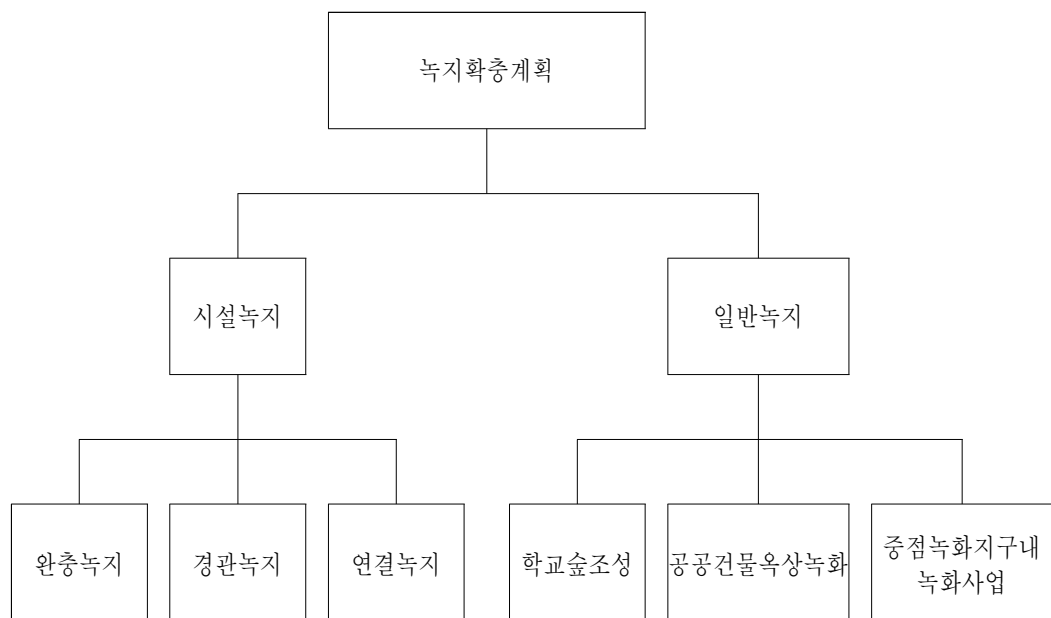 녹지확충계획
시설녹지
일반녹지
완충녹지
경관녹지
연결녹지
학교숲조성
공공건물옥상녹화
중점녹화지구내
녹화사업